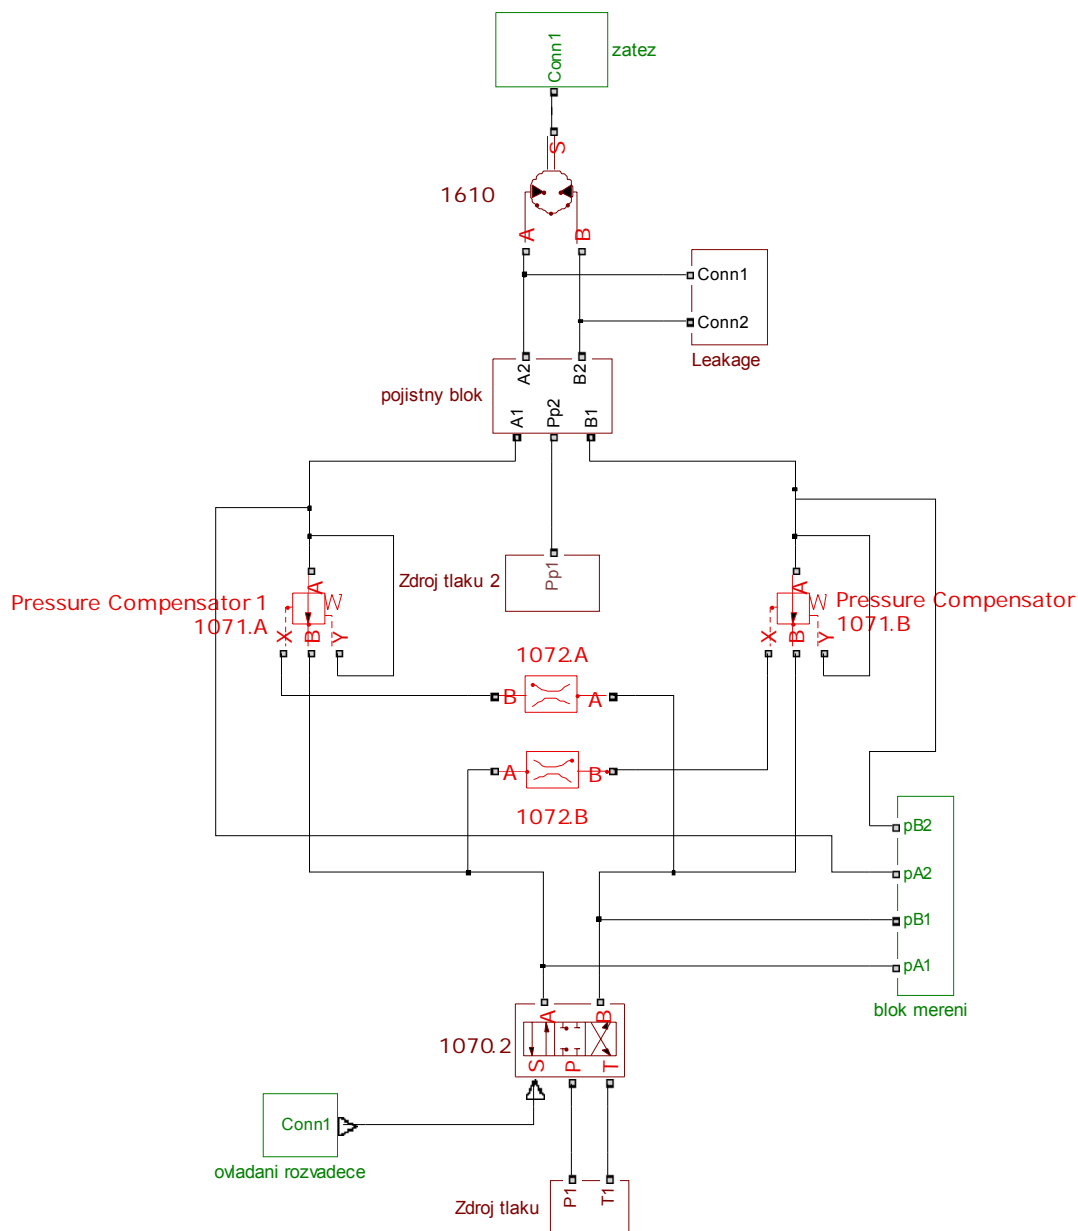 Conn1
zatez
S
1610
A
B
Conn1
Conn2
Leakage
A2
B2
pojistny blok
A1
Pp2
B1
Zdroj tlaku 2
Pp1
Pressure Compensator 1
1071.A
A
X
B
Y
Pressure Compensator
1071.B
A
X
B
Y
1072.A
B
A
A
B
1072.B
pB2
pA2
pB1
pA1
blok mereni
1070.2
A
B
S
P
T
Conn1
ovladani rozvadece
Zdroj tlaku
P1
T1